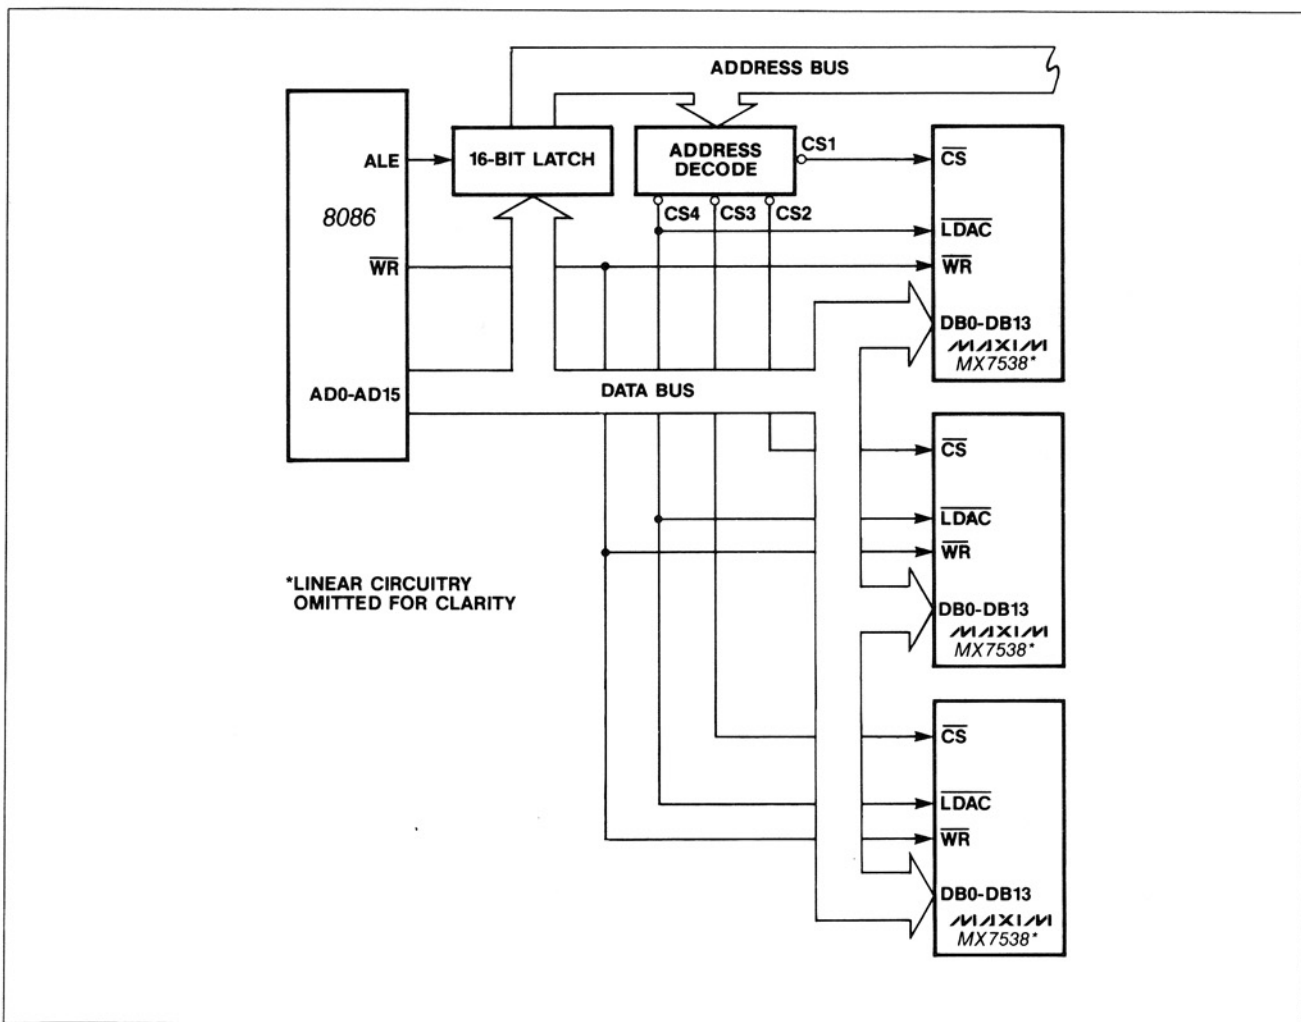 ADDRESS BUS
ALE
16-BIT LATCH
ADDRESS
DECODE
CS1
CS
8086
CS4
CS3
CS2
LDAC
WR
WR
DB0-DB13
MAXIM
MX7538*
AD0-AD15
DATA BUS
CS
LDAC
WR
*LINEAR CIRCUITRY
OMITTED FOR CLARITY
DB0-DB13
MAXIM
MX7538*
CS
LDAC
WR
DB0-DB13
MAXIM
MX7538*